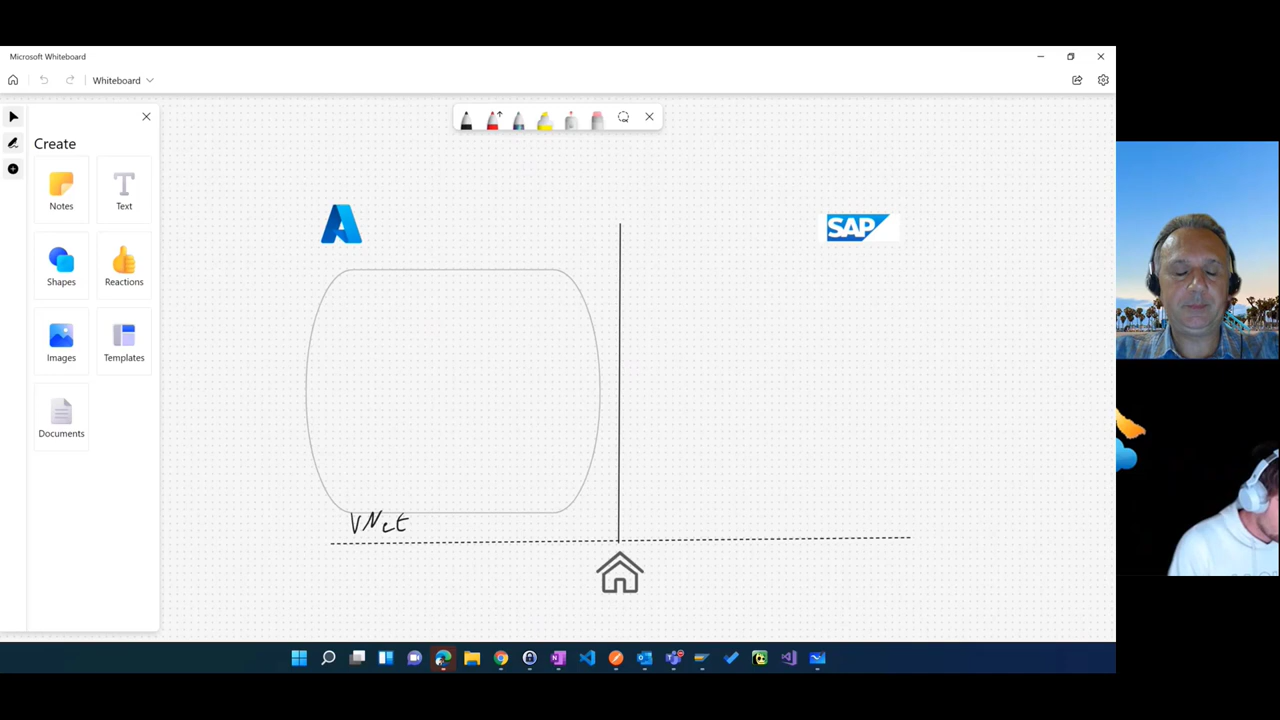 Microsoft Whiteboard
Whiteboard
Create
Notes
Text
Shapes
Reactions
Images
Templates
Documents
SAP
VNet